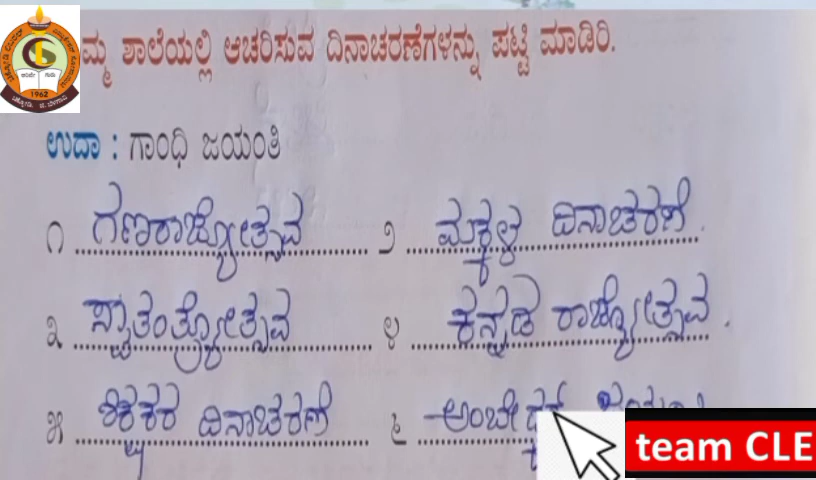 ಮ್ಮ ಶಾಲೆಯಲ್ಲಿ ಆಚರಿಸುವ ದಿನಾಚರಣೆಗಳನ್ನು ಪಟ್ಟಿ ಮಾಡಿರಿ.
1962
ಉದಾ : ಗಾಂಧಿ ಜಯಂತಿ
೧ ಗಣರಾಜ್ಯೋತ್ಸವ ೨ ಮಕ್ಕಳ ದಿನಾಚರಣೆ.
೩ ಸ್ವಾತಂತ್ರ್ಯೋತ್ಸವ ೪ ಕನ್ನಡ ರಾಜ್ಯೋತ್ಸವ.
೫ ಶಿಕ್ಷಕರ ದಿನಾಚರಣೆ ೬ ಅಂಬೇಡ್ಕರ್
team CLE